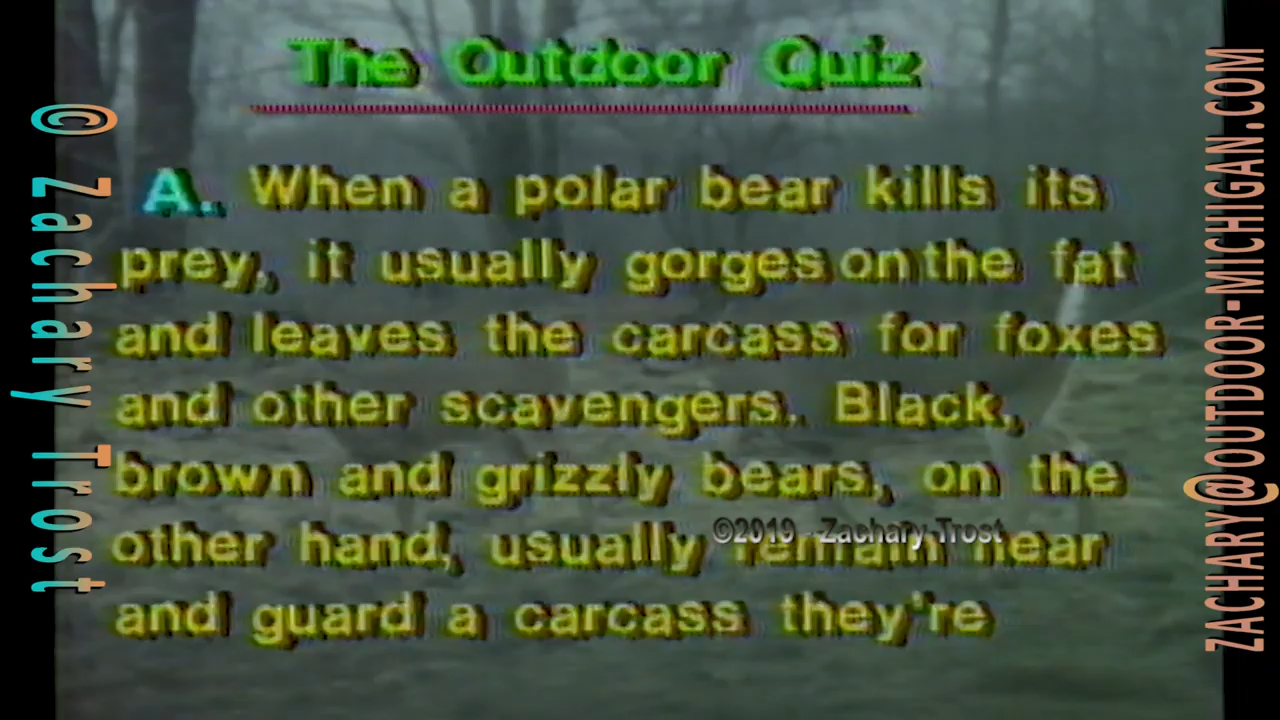 The Outdoor Quiz
A. When a polar bear kills its
prey, it usually gorges on the fat
and leaves the carcass for foxes
and other scavengers. Black,
brown and grizzly bears, on the
other hand, usually remain near
and guard a carcass they're
©2019 - Zachary Trost
© Zachary Trost
ZACHARY@OUTDOOR-MICHIGAN.COM